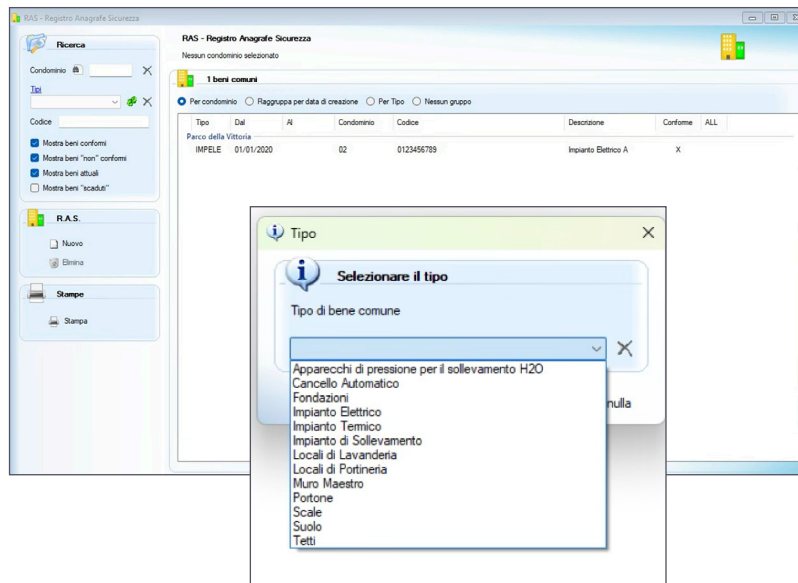 RAS - Registro Anagrafe Sicurezza
Ricerca
Condominio
Tipi
Codice
Mostra beni conformi
Mostra beni "non" conformi
Mostra beni attuali
Mostra beni "scaduti"
R.A.S.
Nuovo
Elimina
Stampe
Stampa
RAS - Registro Anagrafe Sicurezza
Nessun condominio selezionato
1 beni comuni
Per condominio Raggruppa per data di creazione Per Tipo Nessun gruppo
Tipo Dal Al Condominio Codice Descrizione Conforme ALL
Parco della Vittoria
IMPELE 01/01/2020 02 0123456789 Impianto Elettrico A X
Tipo
Selezionare il tipo
Tipo di bene comune
Apparecchi di pressione per il sollevamento H2O
Cancello Automatico
Fondazioni
Impianto Elettrico
Impianto Termico
Impianto di Sollevamento
Locali di Lavanderia
Locali di Portineria
Muro Maestro
Portone
Scale
Suolo
Tetti
nulla